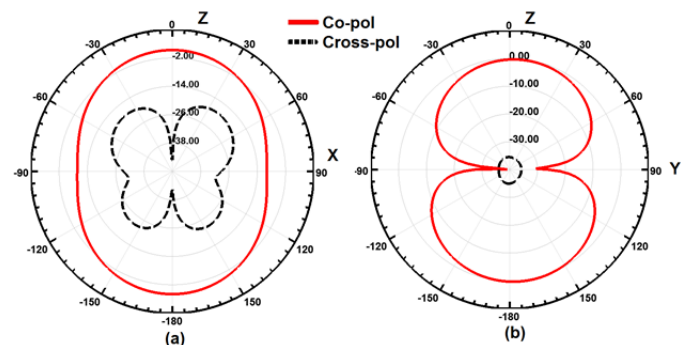 Co-pol
Cross-pol
0 Z
-30 30
-2.00
-60 60
-14.00
-26.00
-38.00
-90 90 X
-120 120
-150 150
-180
(a)
0 Z
-30 30
0.00
-60 60
-10.00
-20.00
-30.00
-90 90 Y
-120 120
-150 150
-180
(b)